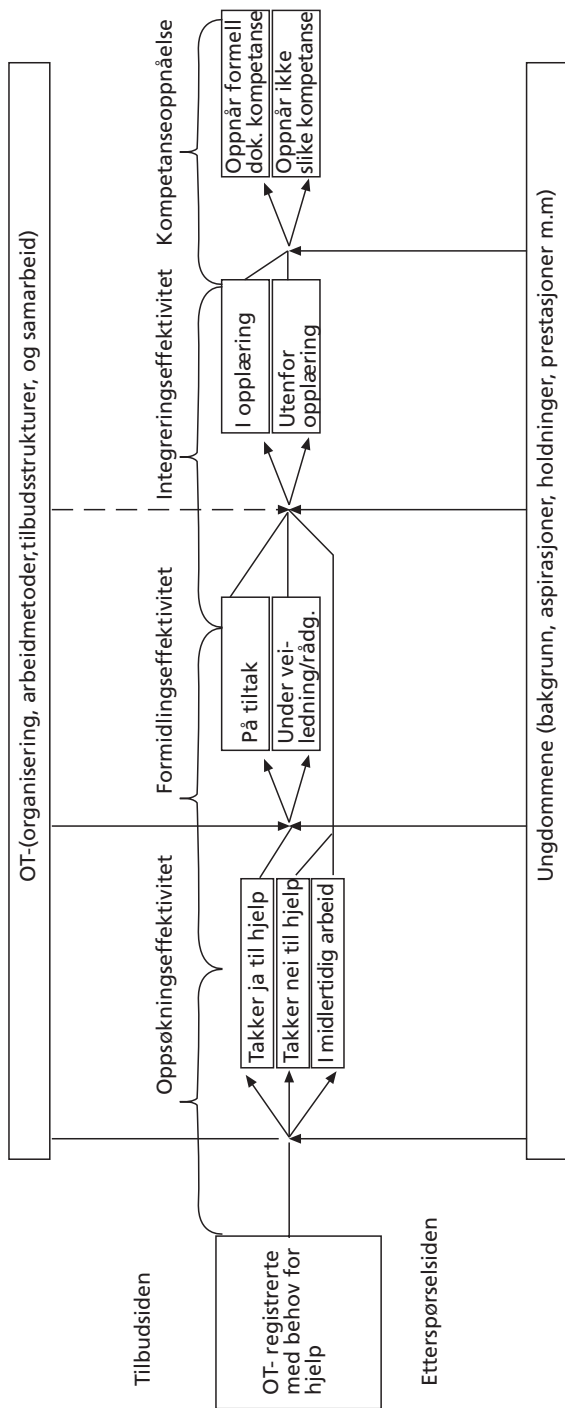 OT-(organisering, arbeidmetoder,tilbudsstrukturer, og samarbeid)
Tilbudsiden
Oppsøkningseffektivitet
Formidlingseffektivitet
Integreringseffektivitet
Kompetanseoppnåelse
OT- registrerte
med behov for
hjelp
Takker ja til hjelp
Takker nei til hjelp
I midlertidig arbeid
På tiltak
Under vei-
ledning/rådg.
I opplæring
Utenfor
opplæring
Oppnår formell
dok. kompetanse
Oppnår ikke
slike kompetanse
Etterspørselsiden
Ungdommene (bakgrunn, aspirasjoner, holdninger, prestasjoner m.m)